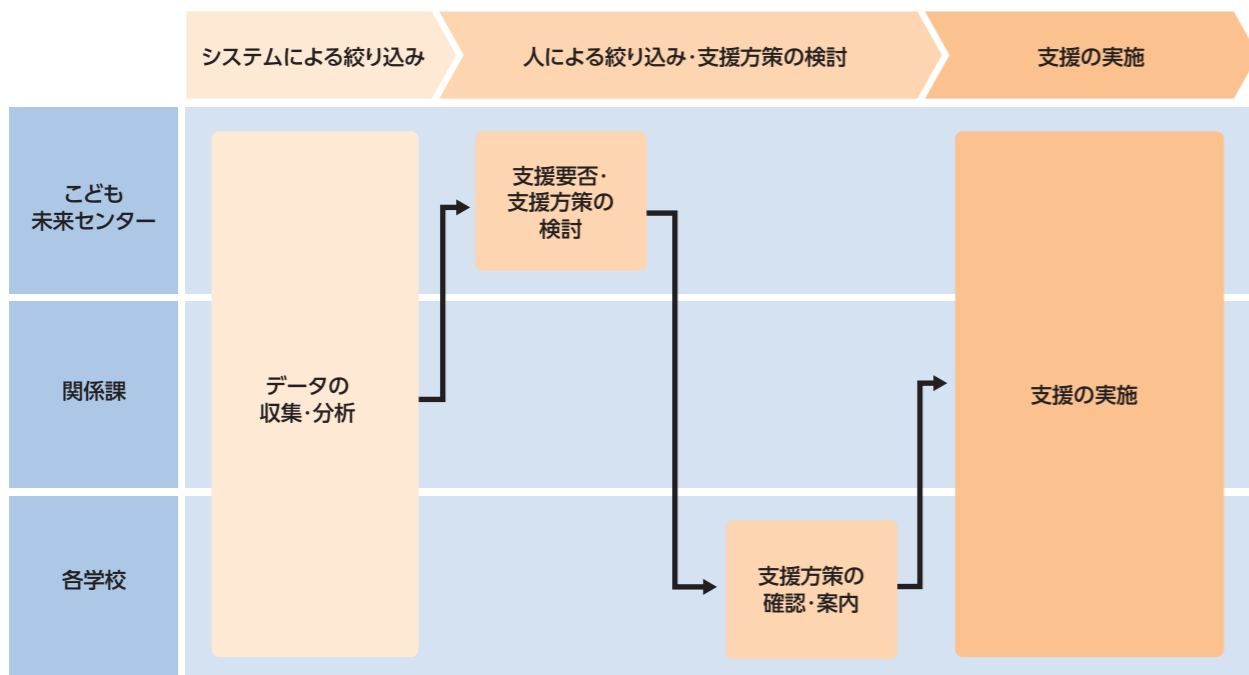 システムによる絞り込み
人による絞り込み・支援方策の検討
支援の実施
こども
未来センター
関係課
各学校
データの
収集・分析
支援要否・
支援方策の
検討
支援方策の
確認・案内
支援の実施